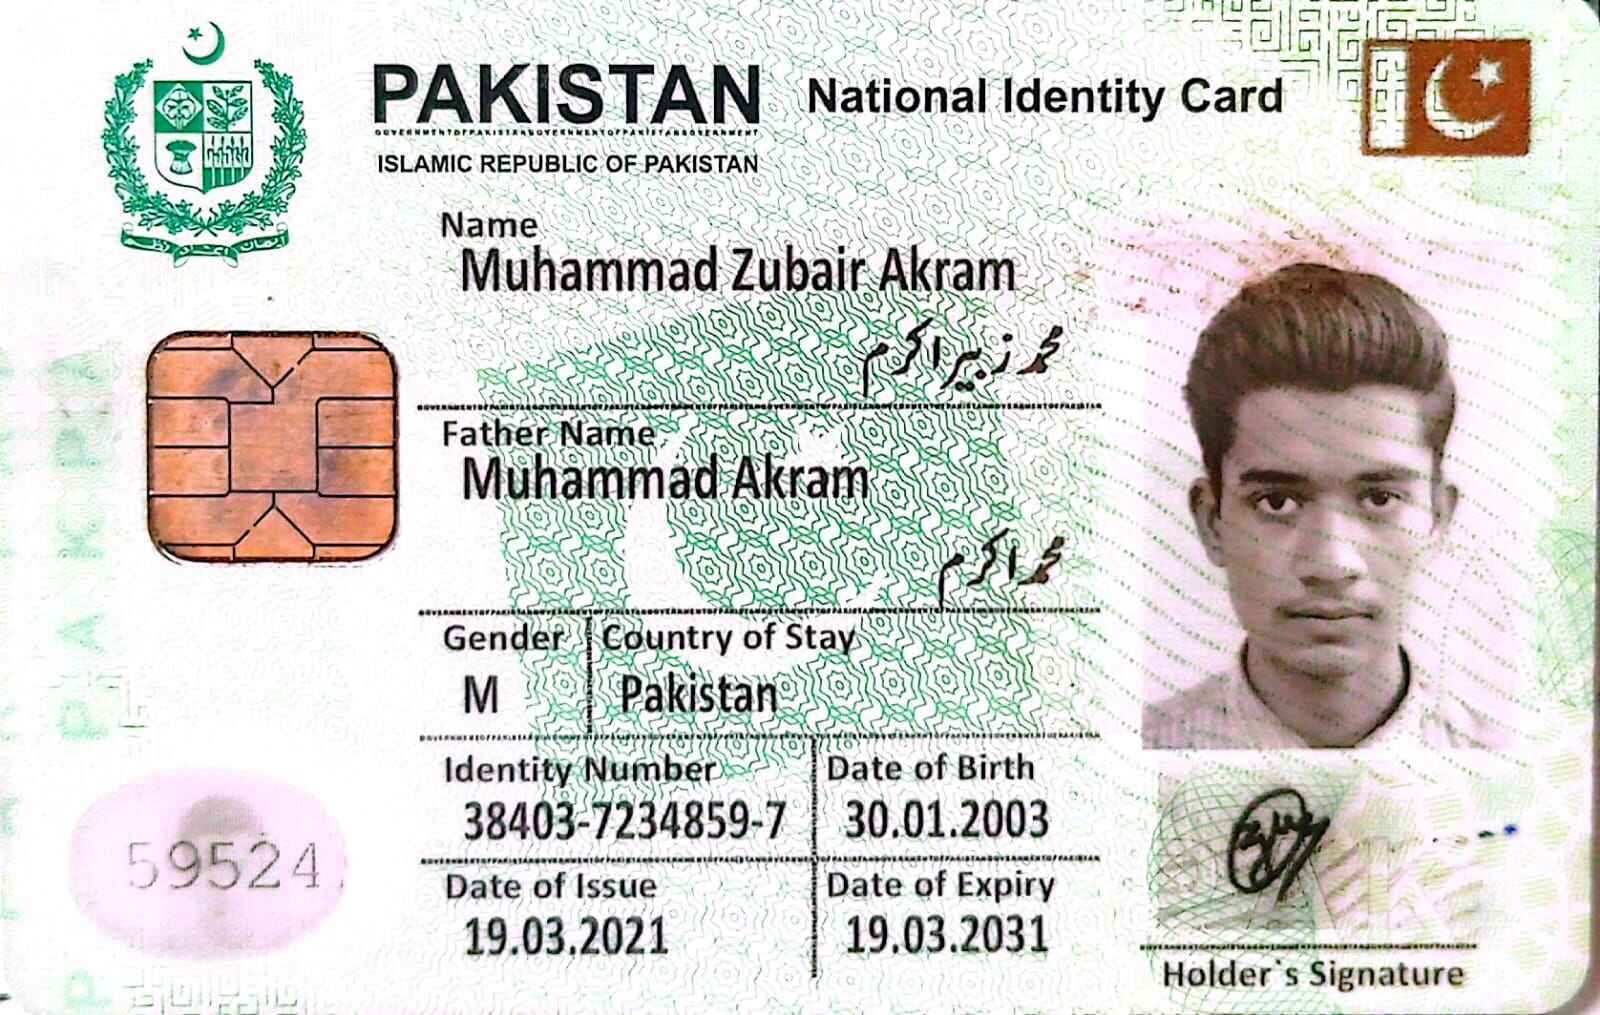 PAKISTAN National Identity Card
ISLAMIC REPUBLIC OF PAKISTAN
Name
Muhammad Zubair Akram
محمد زبیر اکرم
Father Name
Muhammad Akram
محمد اکرم
Gender Country of Stay
M Pakistan
Identity Number Date of Birth
38403-7234859-7 30.01.2003
59524
Date of Issue Date of Expiry
19.03.2021 19.03.2031
Holder`s Signature